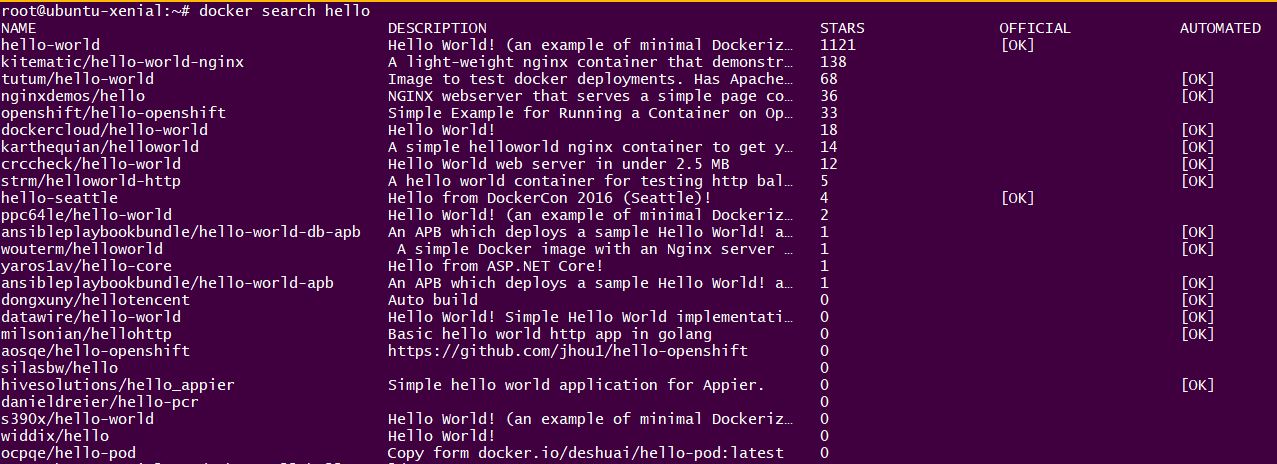 root@ubuntu-xenial:~# docker search hello
NAME DESCRIPTION STARS OFFICIAL AUTOMATED
hello-world Hello World! (an example of minimal Dockeriz… 1121 [OK]
kitematic/hello-world-nginx A light-weight nginx container that demonstr… 138
tutum/hello-world Image to test docker deployments. Has Apache… 68 [OK]
nginxdemos/hello NGINX webserver that serves a simple page co… 36 [OK]
openshift/hello-openshift Simple Example for Running a Container on Op… 33
dockercloud/hello-world Hello World! 18 [OK]
karthequian/helloworld A simple helloworld nginx container to get y… 14 [OK]
crccheck/hello-world Hello World web server in under 2.5 MB 12 [OK]
strm/helloworld-http A hello world container for testing http bal… 5 [OK]
hello-seattle Hello from DockerCon 2016 (Seattle)! 4 [OK]
ppc64le/hello-world Hello World! (an example of minimal Dockeriz… 2
ansibleplaybookbundle/hello-world-db-apb An APB which deploys a sample Hello World! a… 1 [OK]
wouterm/helloworld A simple Docker image with an Nginx server … 1 [OK]
yaros1av/hello-core Hello from ASP.NET Core! 1
ansibleplaybookbundle/hello-world-apb An APB which deploys a sample Hello World! a… 1 [OK]
dongxuny/hellotencent Auto build 0 [OK]
datawire/hello-world Hello World! Simple Hello World implementati… 0 [OK]
milsonian/hellohttp Basic hello world http app in golang 0 [OK]
aosqe/hello-openshift https://github.com/jhou1/hello-openshift 0
silasbw/hello 0
hivesolutions/hello_appier Simple hello world application for Appier. 0 [OK]
danieldreier/hello-pcr 0
s390x/hello-world Hello World! (an example of minimal Dockeriz… 0
widdix/hello Hello World! 0
ocpqe/hello-pod Copy form docker.io/deshuai/hello-pod:latest 0